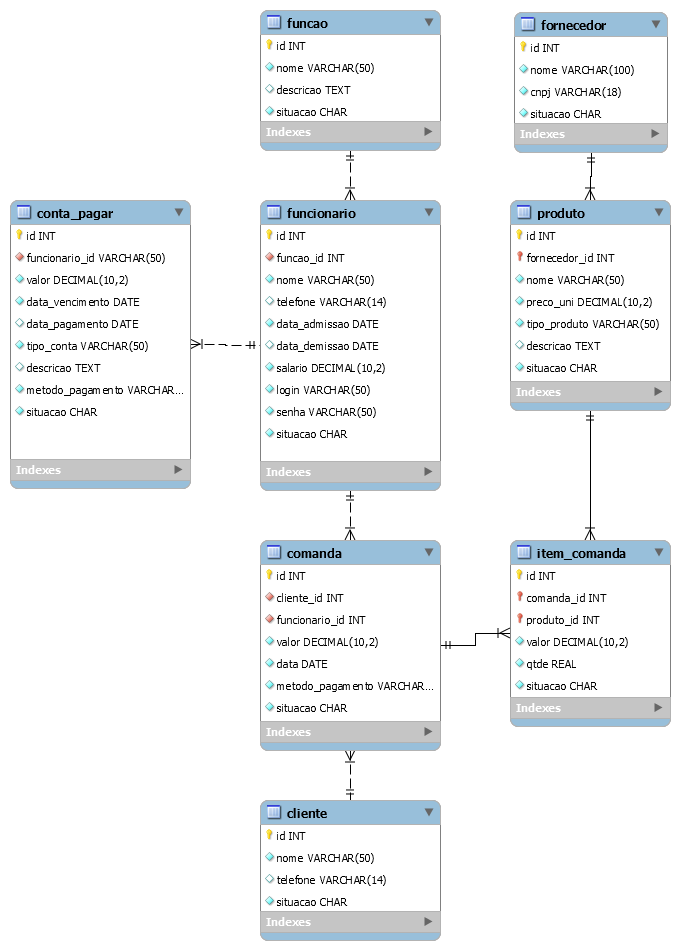 funcao
id INT
nome VARCHAR(50)
descricao TEXT
situacao CHAR
Indexes
fornecedor
id INT
nome VARCHAR(100)
cnpj VARCHAR(18)
situacao CHAR
Indexes
conta_pagar
id INT
funcionario_id VARCHAR(50)
valor DECIMAL(10,2)
data_vencimento DATE
data_pagamento DATE
tipo_conta VARCHAR(50)
descricao TEXT
metodo_pagamento VARCHAR...
situacao CHAR
Indexes
funcionario
id INT
funcao_id INT
nome VARCHAR(50)
telefone VARCHAR(14)
data_admissao DATE
data_demissao DATE
salario DECIMAL(10,2)
login VARCHAR(50)
senha VARCHAR(50)
situacao CHAR
Indexes
produto
id INT
fornecedor_id INT
nome VARCHAR(50)
preco_uni DECIMAL(10,2)
tipo_produto VARCHAR(50)
descricao TEXT
situacao CHAR
Indexes
comanda
id INT
cliente_id INT
funcionario_id INT
valor DECIMAL(10,2)
data DATE
metodo_pagamento VARCHAR...
situacao CHAR
Indexes
item_comanda
id INT
comanda_id INT
produto_id INT
valor DECIMAL(10,2)
qtde REAL
situacao CHAR
Indexes
cliente
id INT
nome VARCHAR(50)
telefone VARCHAR(14)
situacao CHAR
Indexes